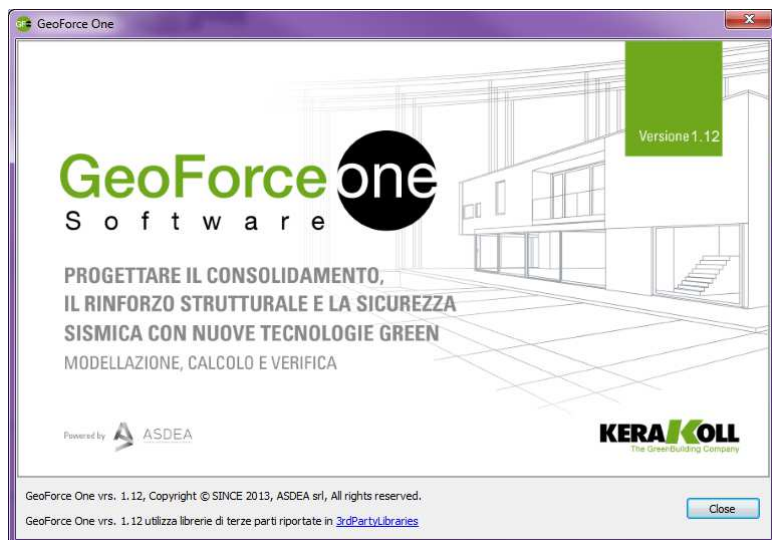 GeoForce One
Versione 1.12
GeoForce one
Software
PROGETTARE IL CONSOLIDAMENTO,
IL RINFORZO STRUTTURALE E LA SICUREZZA
SISMICA CON NUOVE TECNOLOGIE GREEN
MODELLAZIONE, CALCOLO E VERIFICA
Powered by ASDEA
KERAKOLL
The GreenBuilding Company
GeoForce One vrs. 1.12, Copyright © SINCE 2013, ASDEA srl, All rights reserved.
GeoForce One vrs. 1.12 utilizza librerie di terze parti riportate in 3rdPartyLibraries
Close